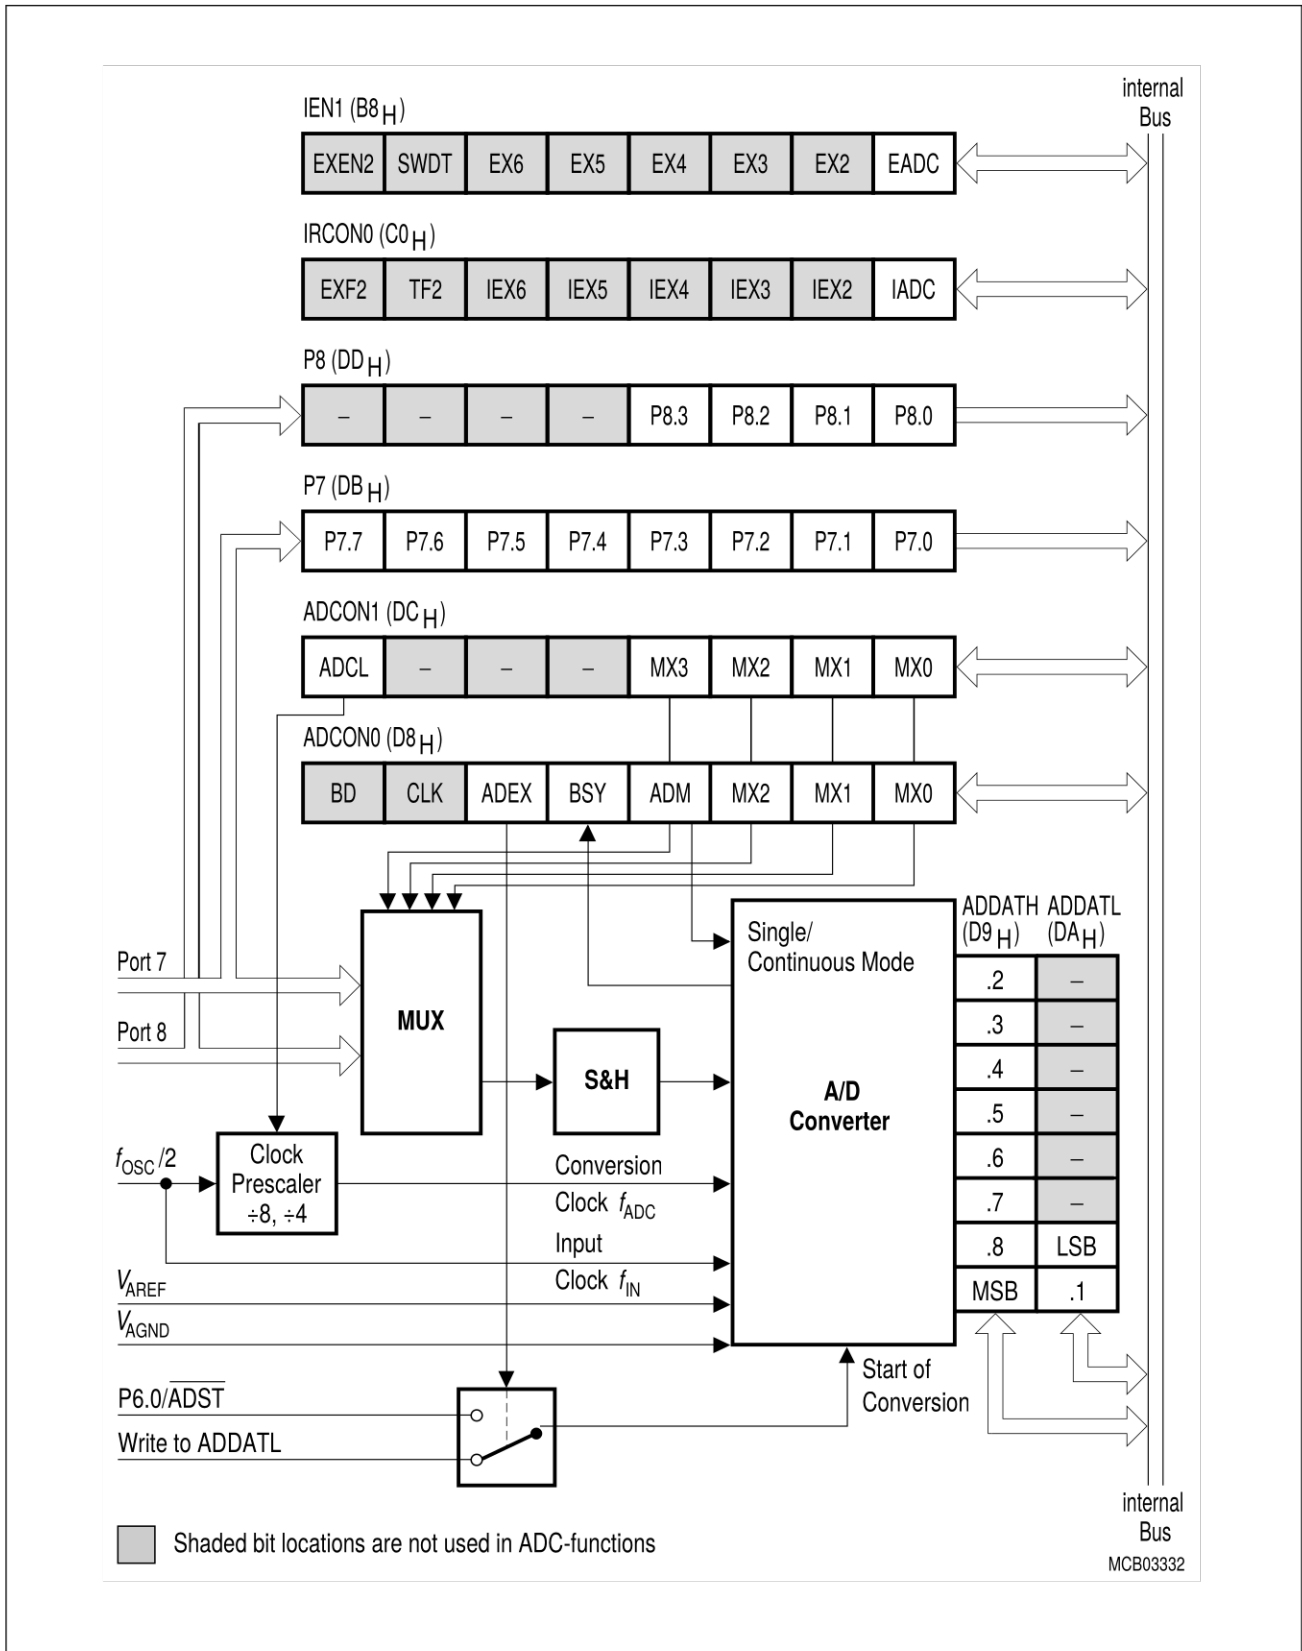 internal
Bus
IEN1 (B8H)
EXEN2 SWDT EX6 EX5 EX4 EX3 EX2 EADC
IRCON0 (C0H)
EXF2 TF2 IEX6 IEX5 IEX4 IEX3 IEX2 IADC
P8 (DDH)
– – – – P8.3 P8.2 P8.1 P8.0
P7 (DBH)
P7.7 P7.6 P7.5 P7.4 P7.3 P7.2 P7.1 P7.0
ADCON1 (DCH)
ADCL – – – MX3 MX2 MX1 MX0
ADCON0 (D8H)
BD CLK ADEX BSY ADM MX2 MX1 MX0
ADDATH ADDATL
(D9H) (DAH)
Single/
Continuous Mode
Port 7
Port 8
MUX
S&H
A/D
Converter
.2 –
.3 –
.4 –
.5 –
.6 –
.7 –
.8 LSB
MSB .1
fOSC/2
Clock
Prescaler
÷8, ÷4
Conversion
Clock fADC
Input
Clock fIN
VAREF
VAGND
P6.0/A̅D̅S̅T̅
Write to ADDATL
Start of
Conversion
internal
Bus
Shaded bit locations are not used in ADC-functions
MCB03332